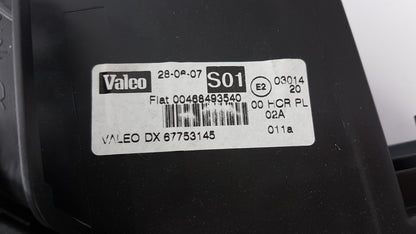 Valeo 28-06-07 S01 E2 03014
20
Fiat 00468493540 00 HCR PL
02A
VALEO DX 67753145 011a